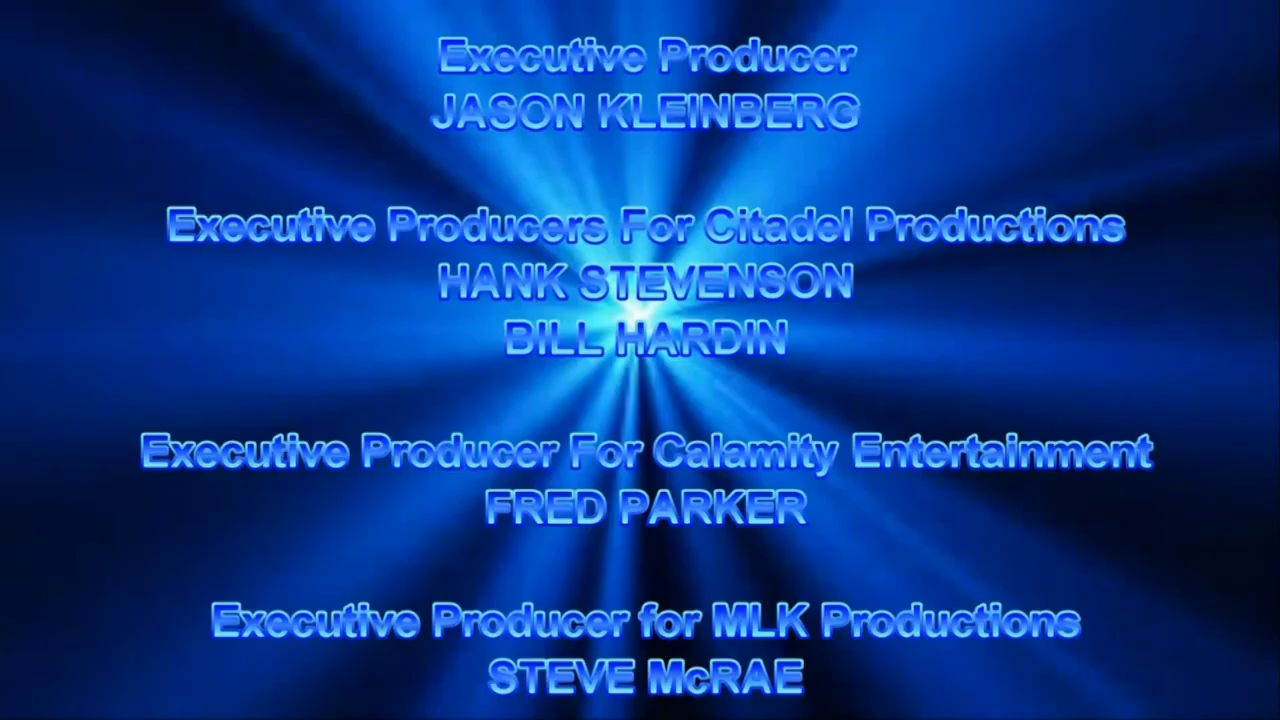 Executive Producer
JASON KLEINBERG
Executive Producers For Citadel Productions
HANK STEVENSON
BILL HARDIN
Executive Producer For Calamity Entertainment
FRED PARKER
Executive Producer for MLK Productions
STEVE McRAE